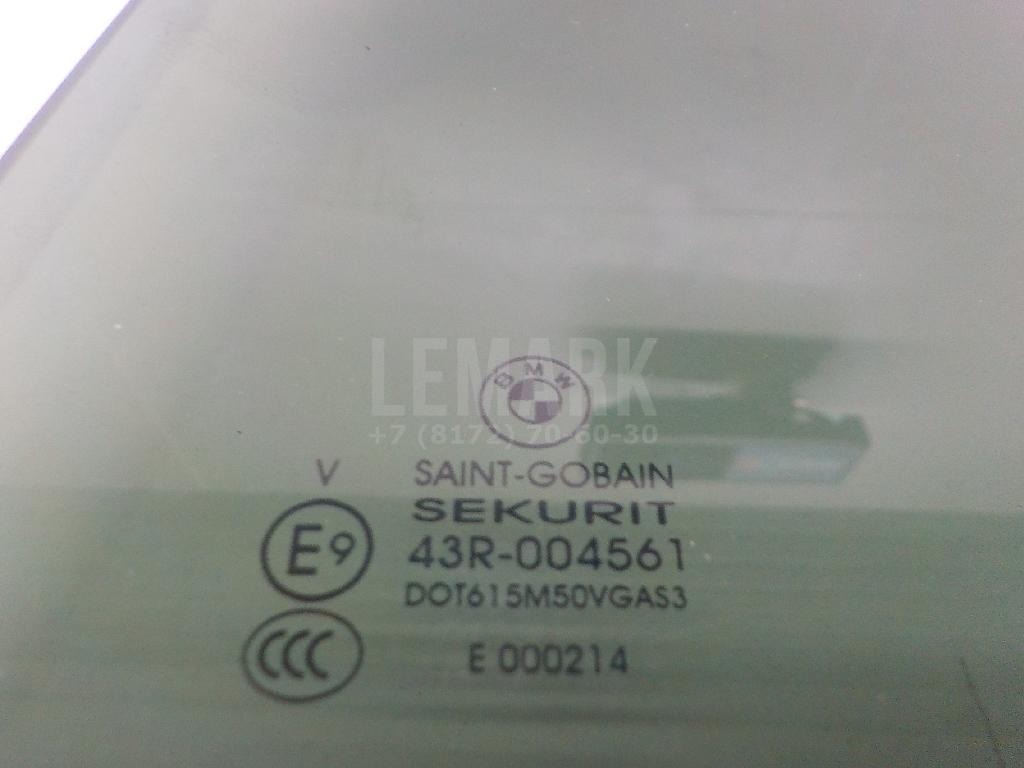 LEMARK
BMW
+7 (8172) 70-60-30
V SAINT-GOBAIN
SEKURIT
E9 43R-004561
DOT615M50VGAS3
CCC E 000214